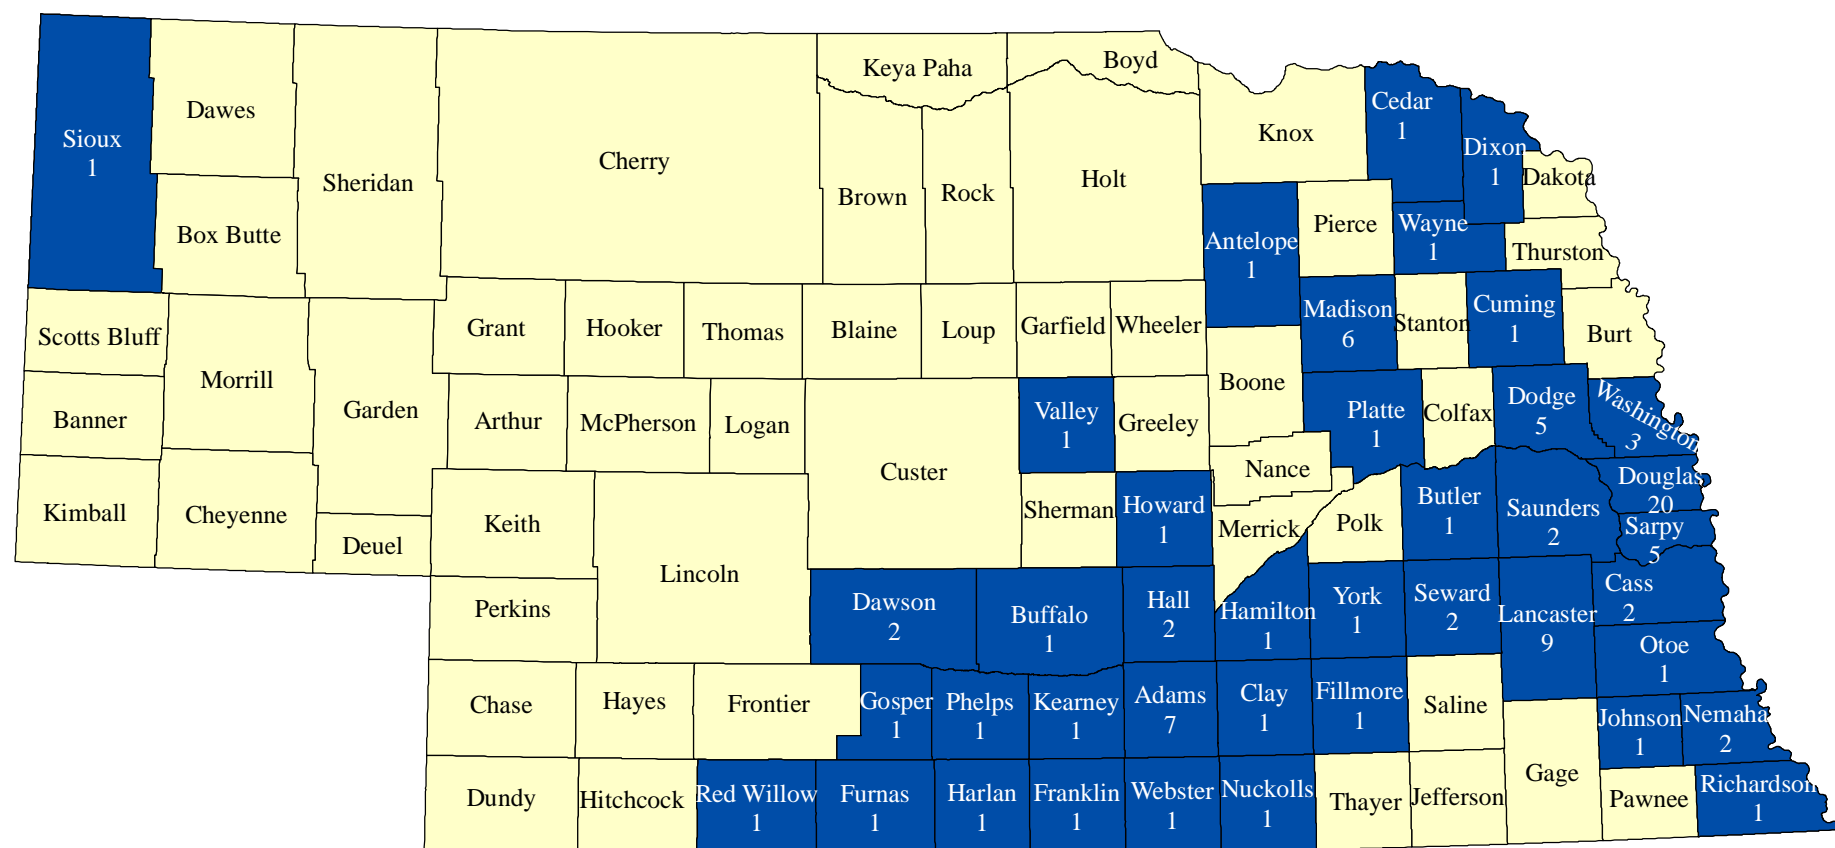 Sioux
1
Dawes
Box Butte
Sheridan
Cherry
Keya Paha
Boyd
Brown
Rock
Holt
Knox
Cedar
1
Dixon
1
Dakota
Antelope
1
Pierce
Wayne
1
Thurston
Scotts Bluff
Banner
Kimball
Morrill
Cheyenne
Garden
Deuel
Grant
Hooker
Thomas
Blaine
Loup
Garfield
Wheeler
Madison
6
Stanton
Cuming
1
Burt
Arthur
McPherson
Logan
Custer
Valley
1
Greeley
Boone
Platte
1
Colfax
Dodge
5
Washington
3
Nance
Keith
Lincoln
Sherman
Howard
1
Merrick
Polk
Butler
1
Saunders
2
Douglas
20
Sarpy
5
Perkins
Dawson
2
Buffalo
1
Hall
2
Hamilton
1
York
1
Seward
2
Lancaster
9
Cass
2
Otoe
1
Chase
Hayes
Frontier
Gosper
1
Phelps
1
Kearney
1
Adams
7
Clay
1
Fillmore
1
Saline
Johnson
1
Nemaha
2
Dundy
Hitchcock
Red Willow
1
Furnas
1
Harlan
1
Franklin
1
Webster
1
Nuckolls
1
Thayer
Jefferson
Gage
Pawnee
Richardson
1